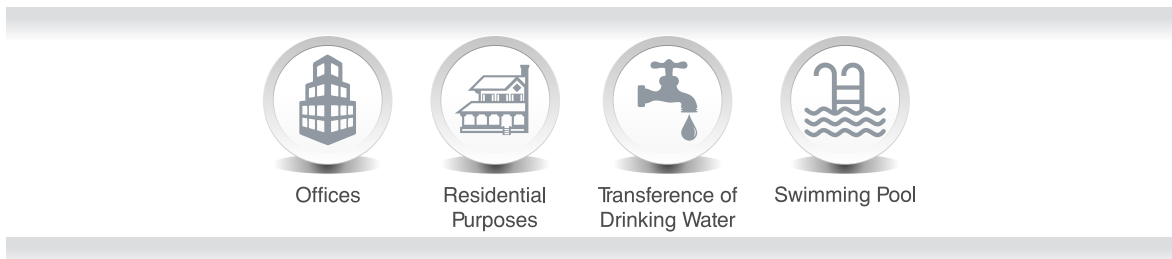 Offices
Residential
Purposes
Transference of
Drinking Water
Swimming Pool